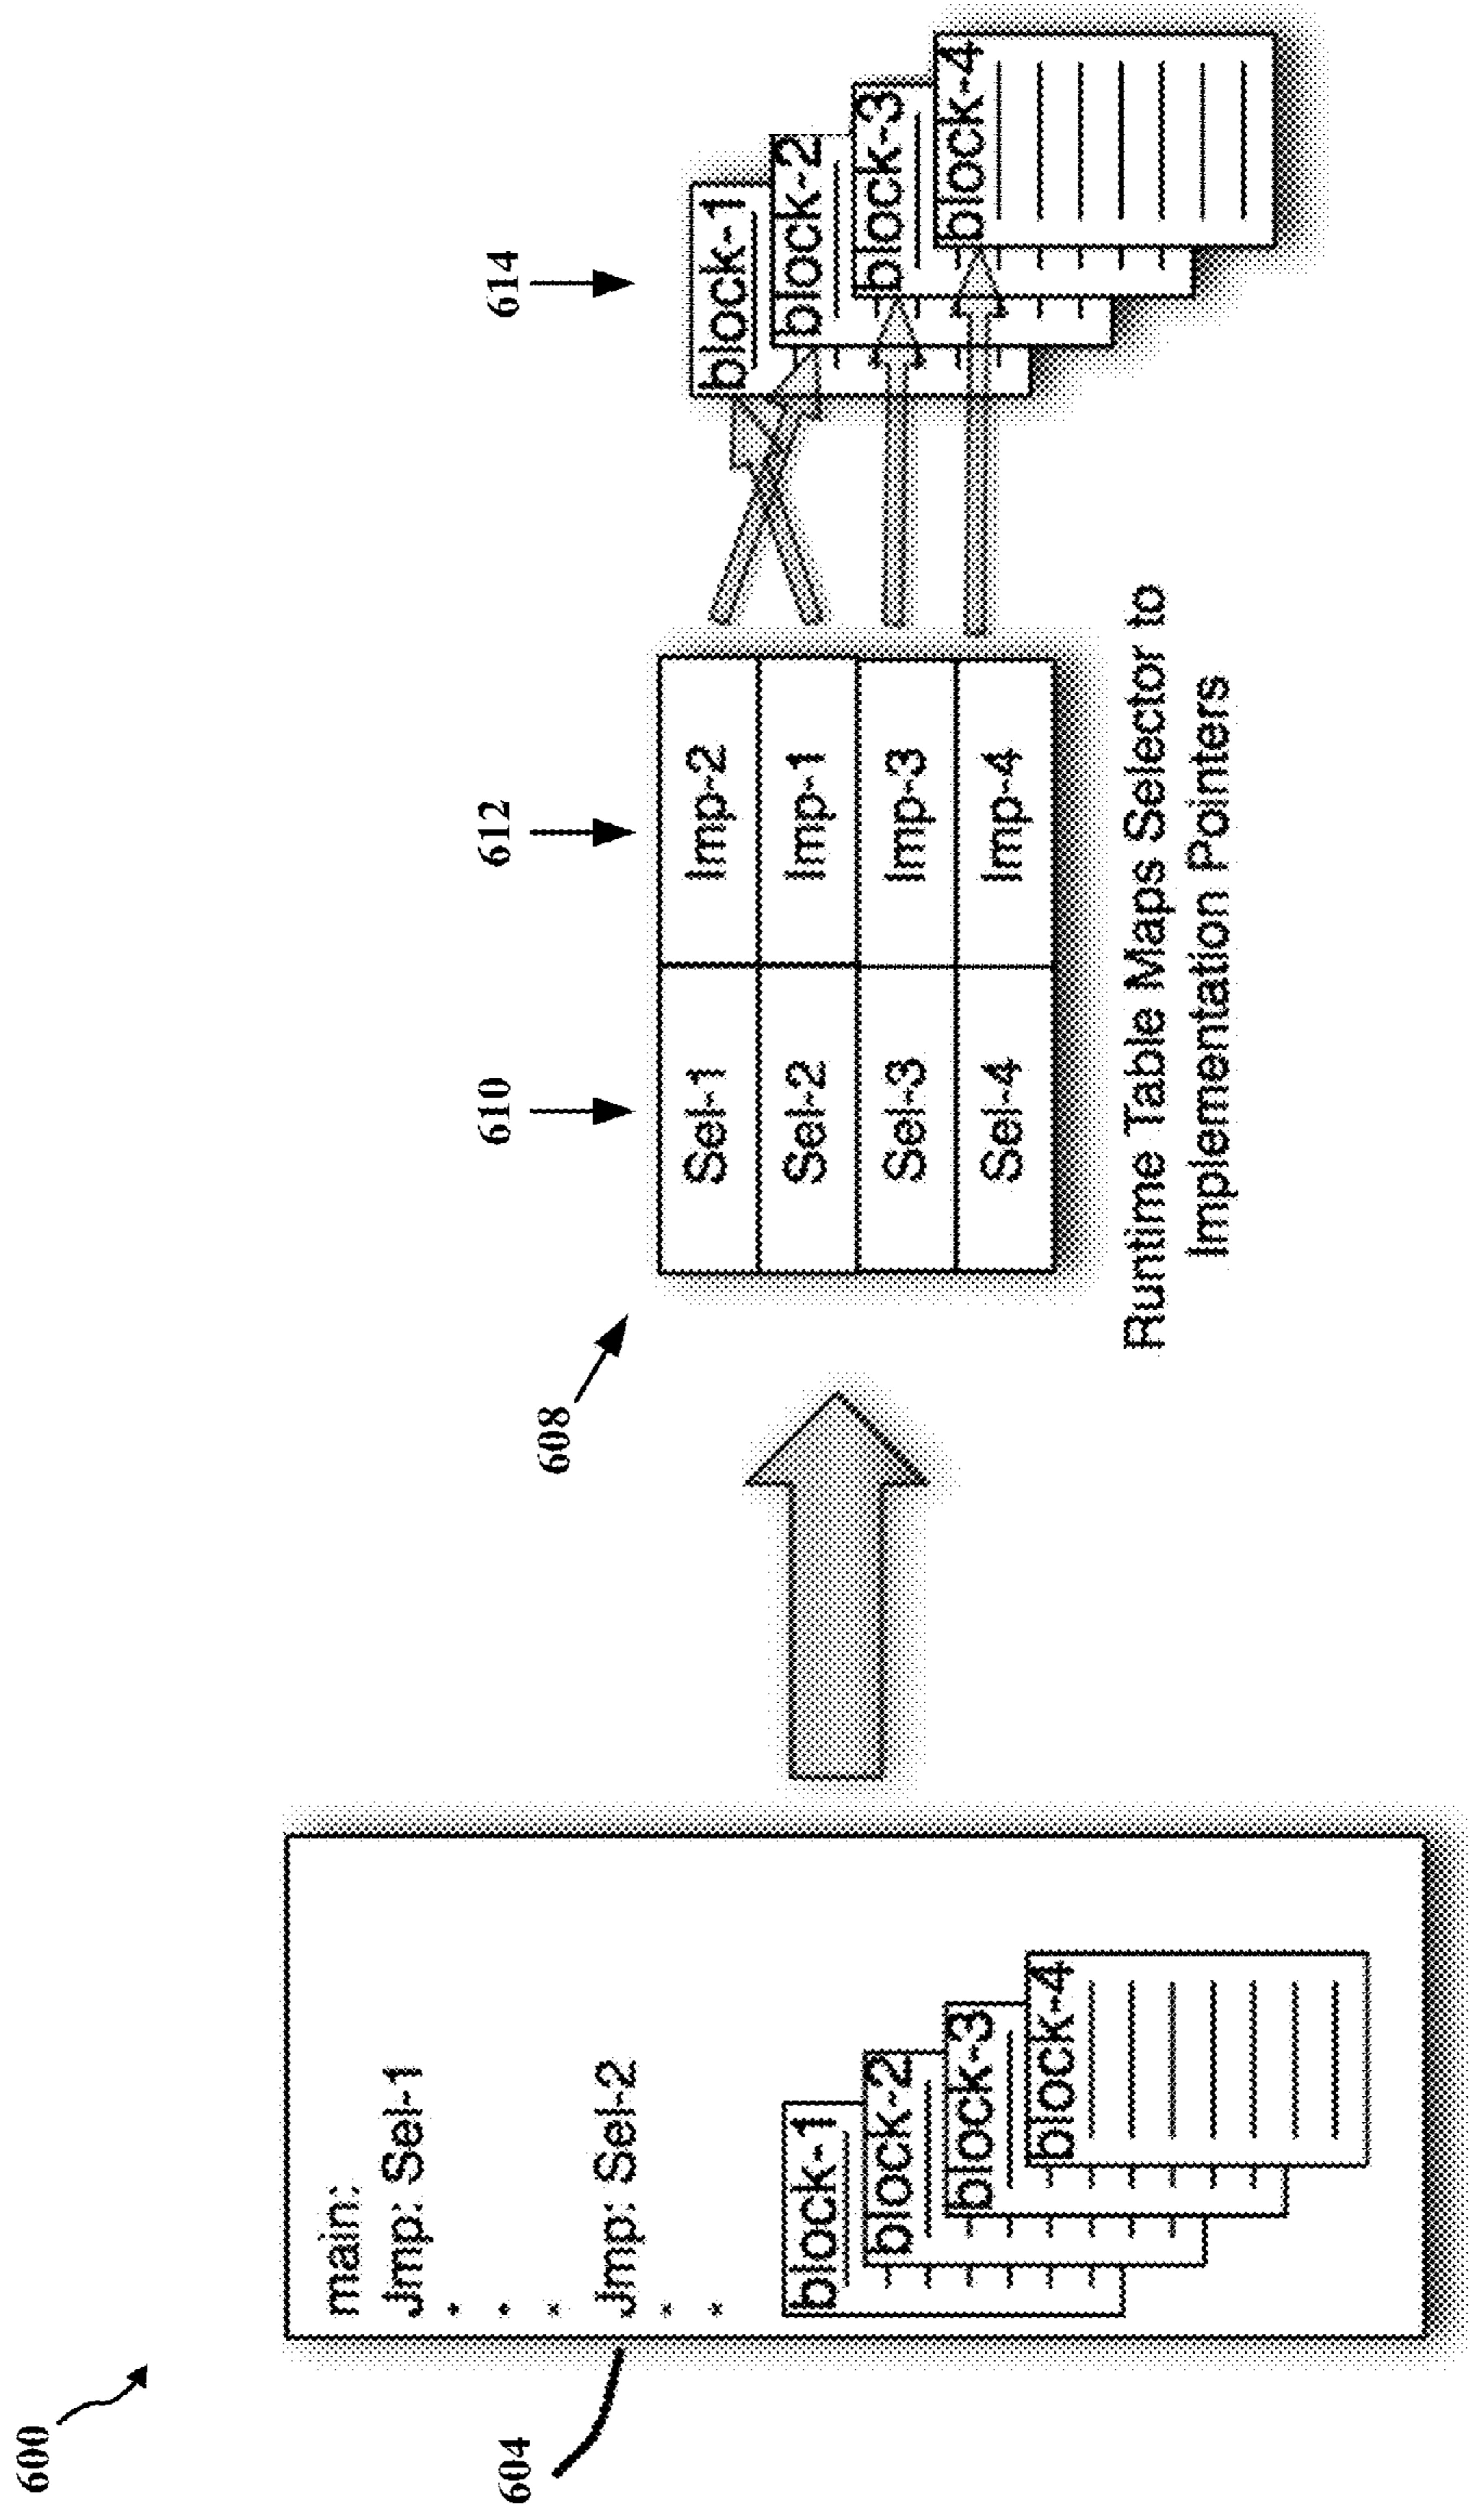 600
604
main:
Jmp: Sel-1
.
.
.
Jmp: Sel-2
.
.
block-1
block-2
block-3
block-4
608
610
612
Sel-1 Imp-2
Sel-2 Imp-1
Sel-3 Imp-3
Sel-4 Imp-4
Runtime Table Maps Selector to
Implementation Pointers
614
block-1
block-2
block-3
block-4